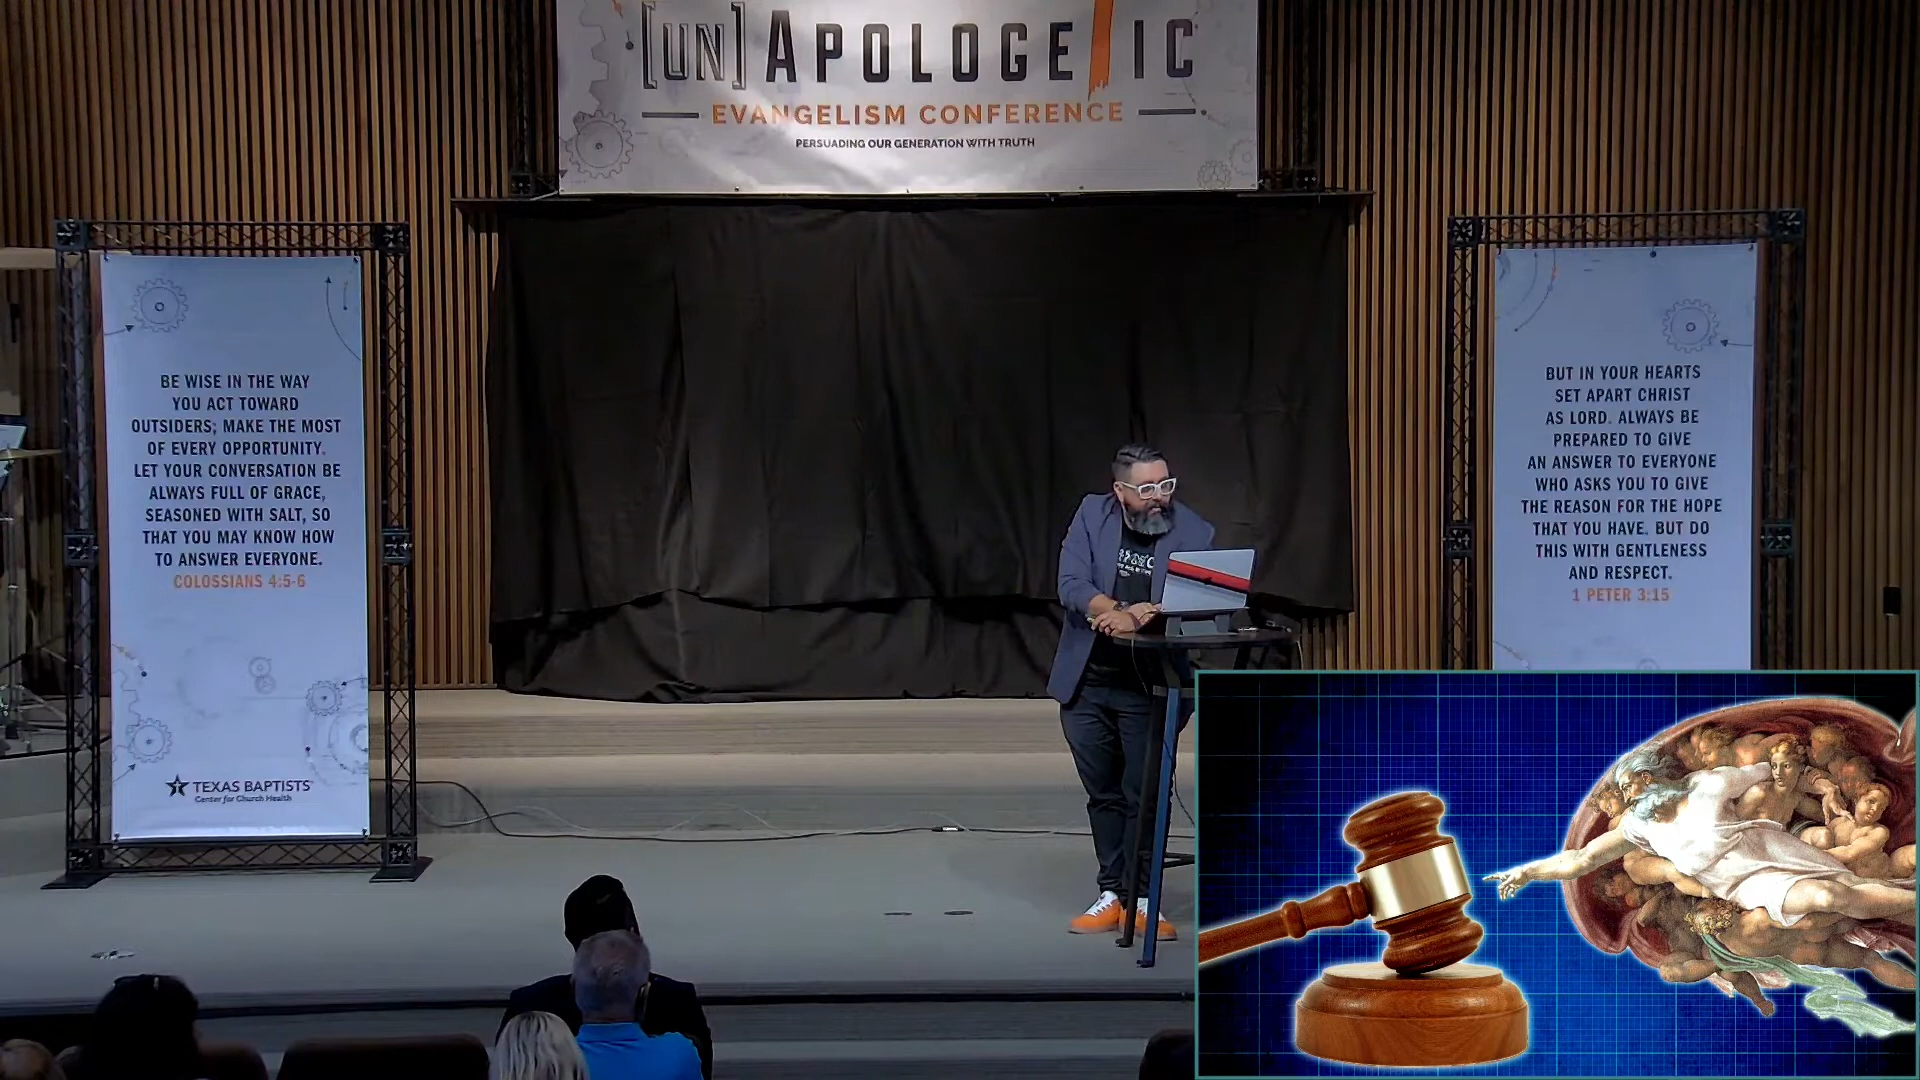 [UN]APOLOGETIC
EVANGELISM CONFERENCE
PERSUADING OUR GENERATION WITH TRUTH
BE WISE IN THE WAY
YOU ACT TOWARD
OUTSIDERS; MAKE THE MOST
OF EVERY OPPORTUNITY.
LET YOUR CONVERSATION BE
ALWAYS FULL OF GRACE,
SEASONED WITH SALT, SO
THAT YOU MAY KNOW HOW
TO ANSWER EVERYONE.
COLOSSIANS 4:5-6
TEXAS BAPTISTS
Center for Church Health
BUT IN YOUR HEARTS
SET APART CHRIST
AS LORD. ALWAYS BE
PREPARED TO GIVE
AN ANSWER TO EVERYONE
WHO ASKS YOU TO GIVE
THE REASON FOR THE HOPE
THAT YOU HAVE. BUT DO
THIS WITH GENTLENESS
AND RESPECT.
1 PETER 3:15